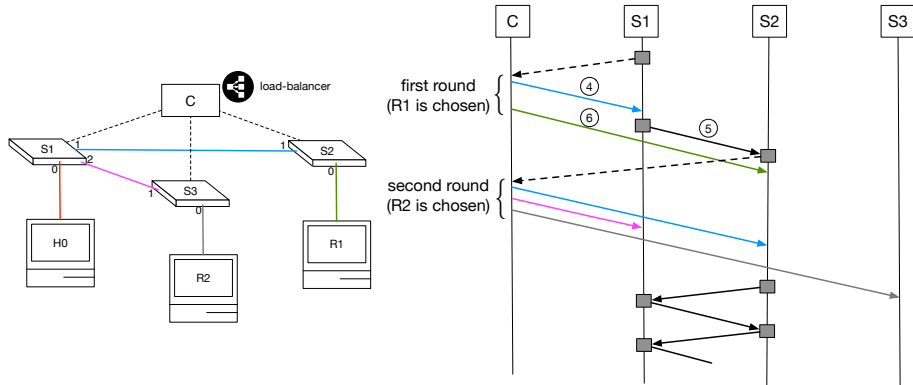 C
load-balancer
S1
1
2
0
S2
1
0
S3
1
0
H0
R2
R1
C
S1
S2
S3
first round
(R1 is chosen)
4
5
6
second round
(R2 is chosen)